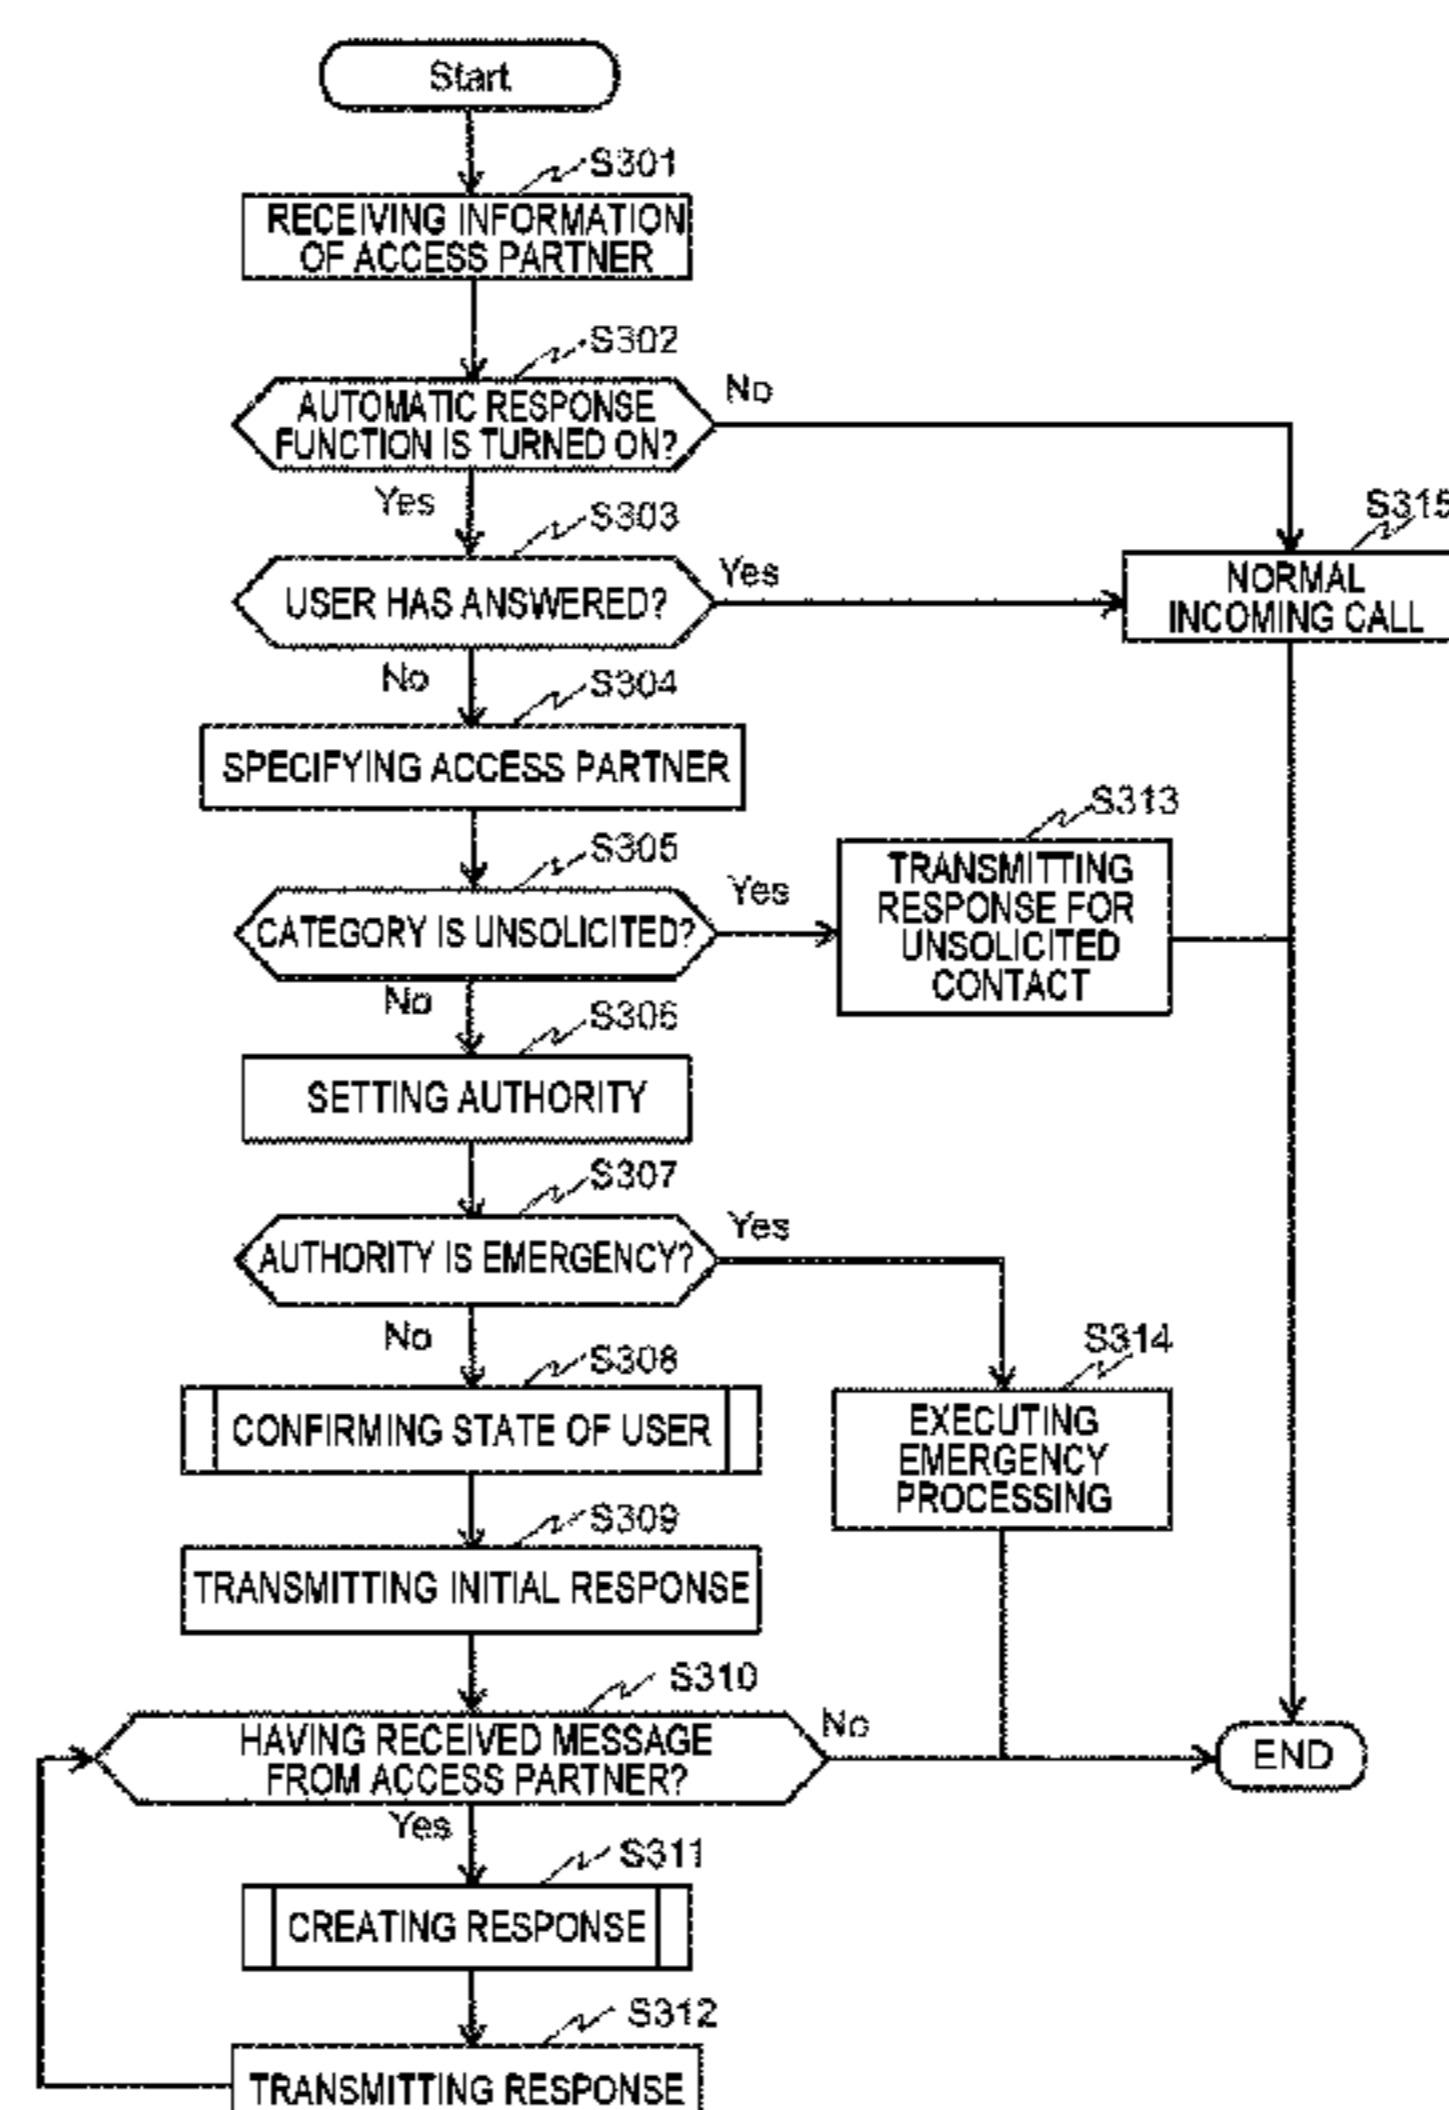 Start
S301
RECEIVING INFORMATION
OF ACCESS PARTNER
S302
AUTOMATIC RESPONSE
FUNCTION IS TURNED ON?
No
Yes
S303
USER HAS ANSWERED?
Yes
S315
NORMAL
INCOMING CALL
No
S304
SPECIFYING ACCESS PARTNER
S305
CATEGORY IS UNSOLICITED?
Yes
S313
TRANSMITTING
RESPONSE FOR
UNSOLICITED
CONTACT
No
S306
SETTING AUTHORITY
S307
AUTHORITY IS EMERGENCY?
Yes
S314
EXECUTING
EMERGENCY
PROCESSING
No
S308
CONFIRMING STATE OF USER
S309
TRANSMITTING INITIAL RESPONSE
S310
HAVING RECEIVED MESSAGE
FROM ACCESS PARTNER?
No
END
Yes
S311
CREATING RESPONSE
S312
TRANSMITTING RESPONSE